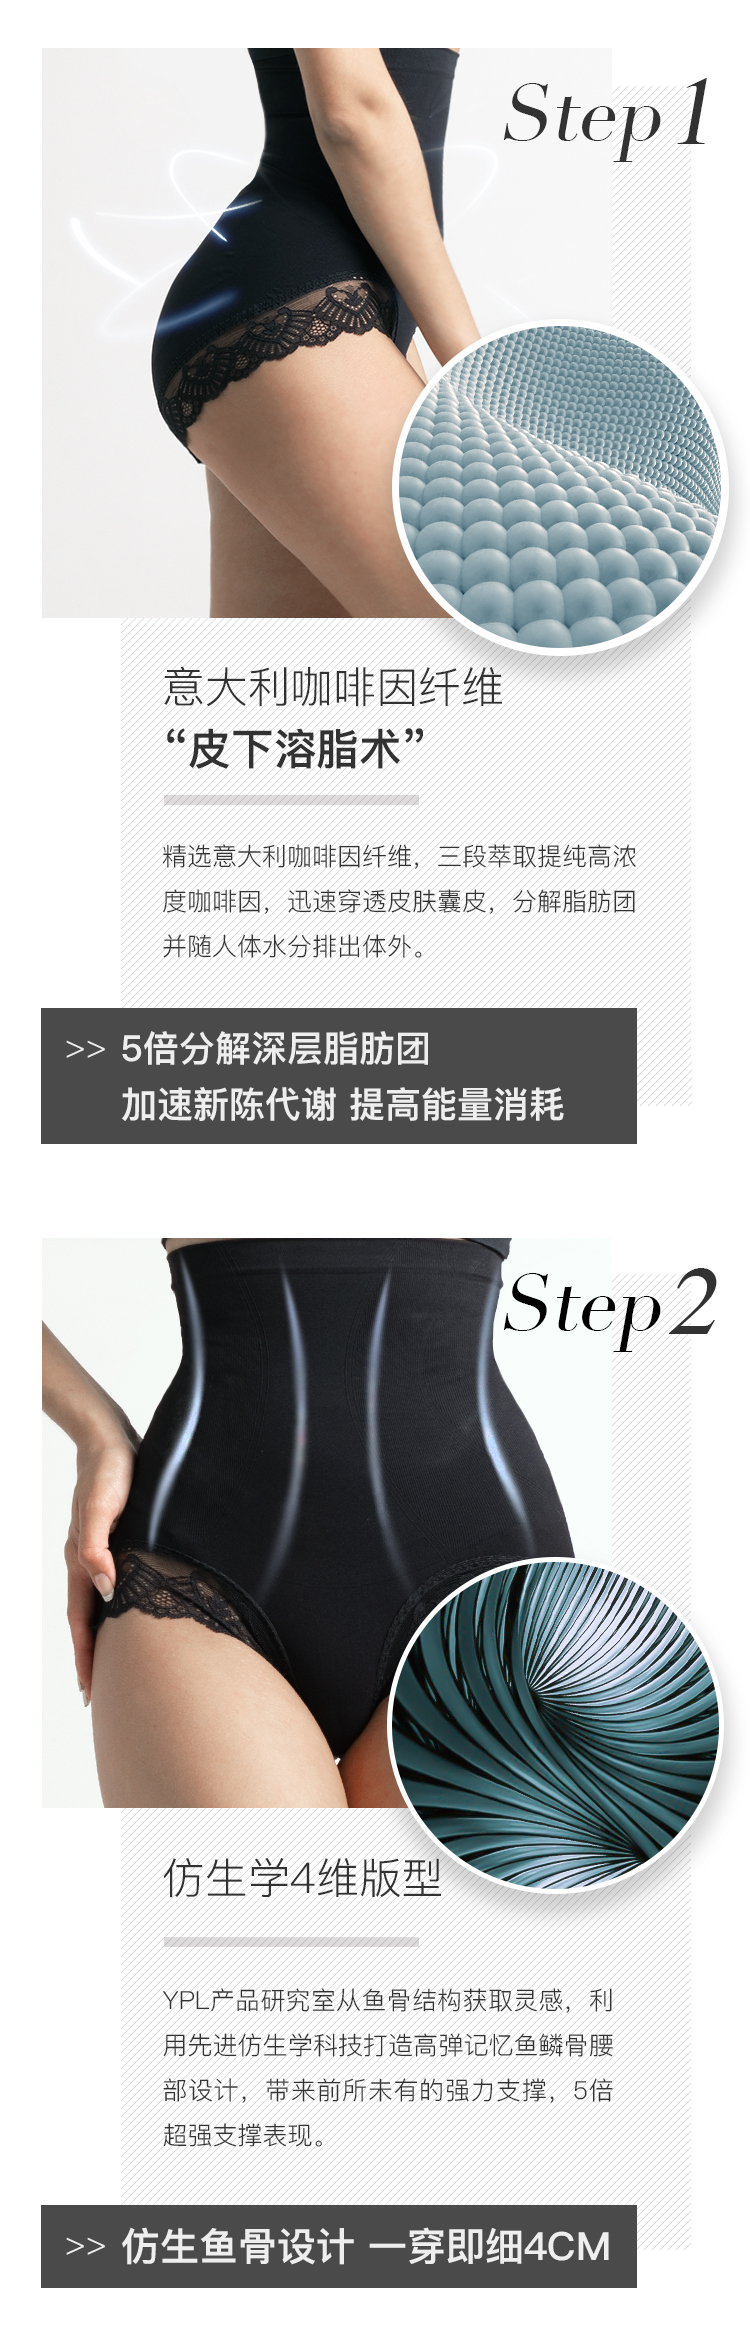 Step 1
意大利咖啡因纤维
“皮下溶脂术”
精选意大利咖啡因纤维，三段萃取提纯高浓
度咖啡因，迅速穿透皮肤囊皮，分解脂肪团
并随人体水分排出体外。
>> 5倍分解深层脂肪团
加速新陈代谢 提高能量消耗
Step 2
仿生学4维版型
YPL产品研究室从鱼骨结构获取灵感，利
用先进仿生学科技打造高弹记忆鱼鳞骨腰
部设计，带来前所未有的强力支撑，5倍
超强支撑表现。
>> 仿生鱼骨设计 一穿即细4CM